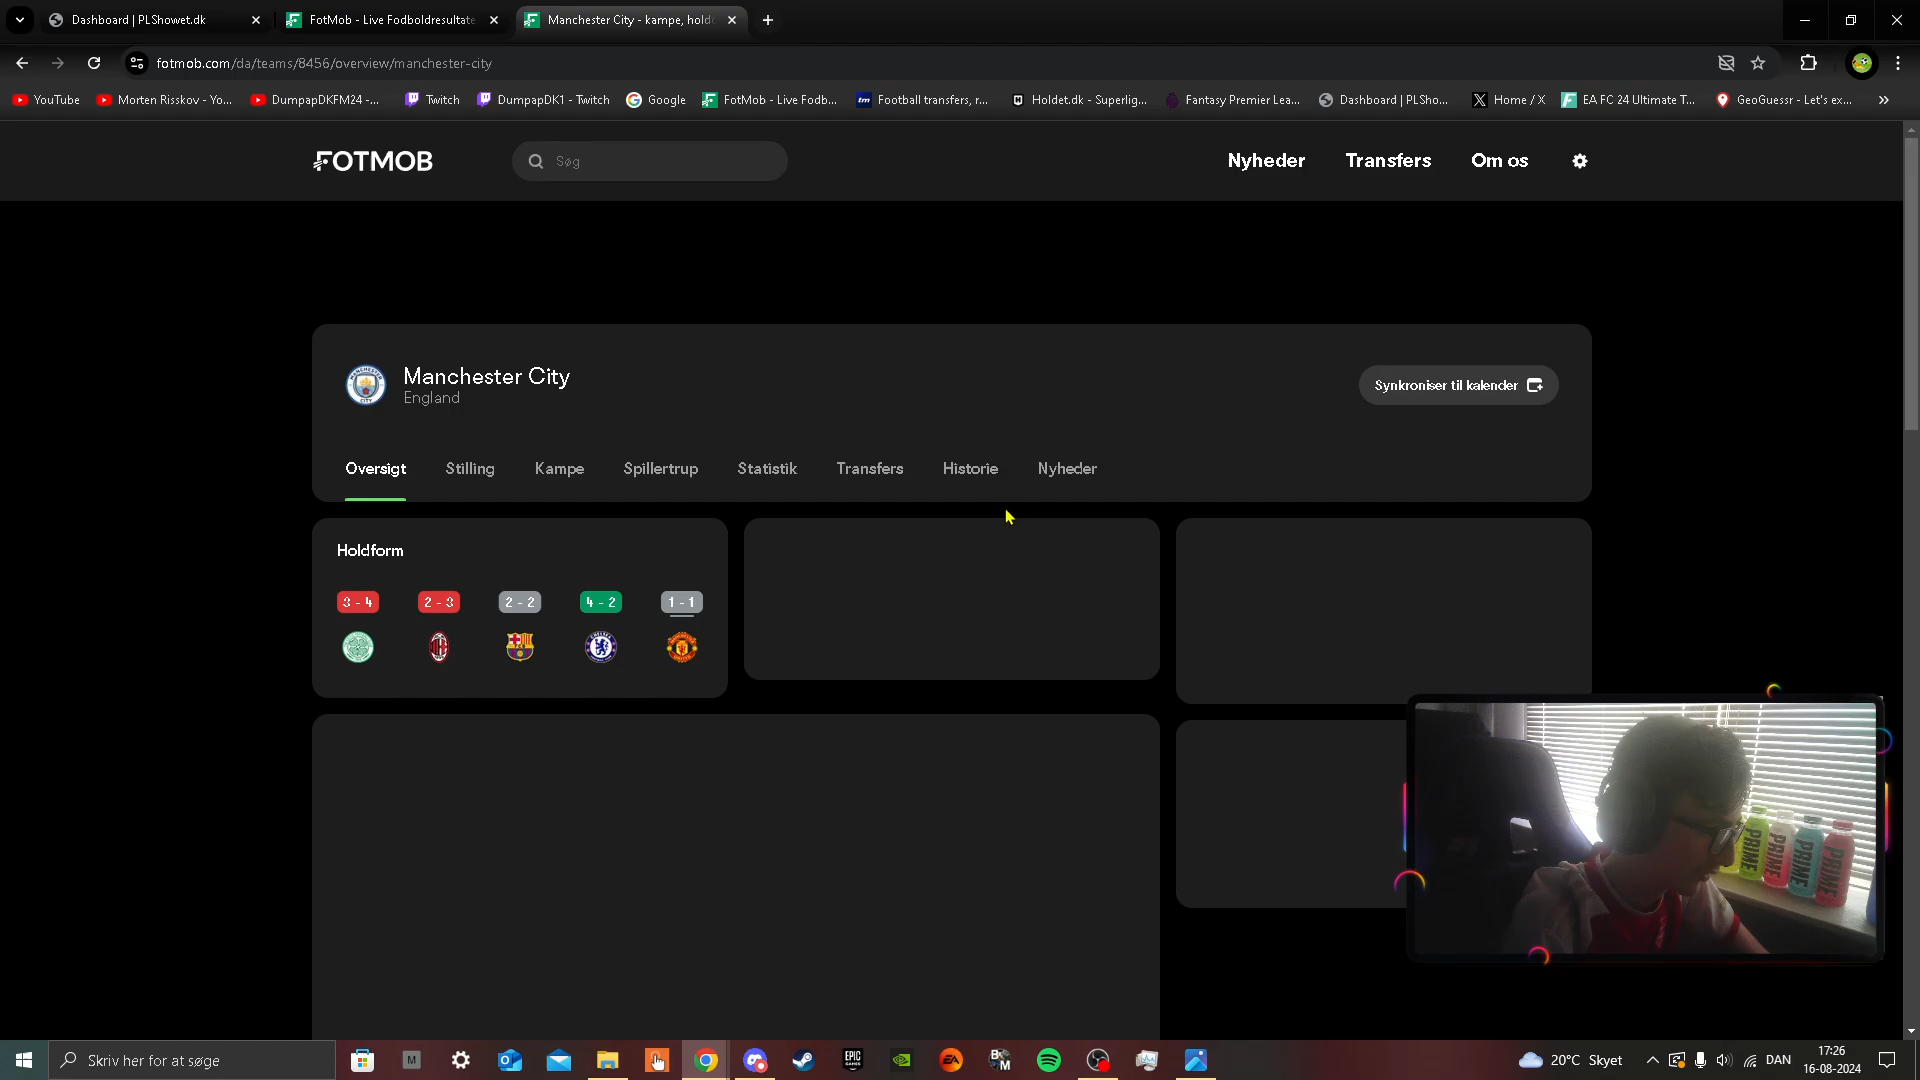 Dashboard | PLShowet.dk
FotMob - Live Fodboldresultate
Manchester City - kampe, hold
fotmob.com/da/teams/8456/overview/manchester-city
YouTube
Morten Risskov - Yo...
DumpapDKFM24 -...
Twitch
DumpapDK1 - Twitch
Google
FotMob - Live Fodb...
tm
Football transfers, r...
Holdet.dk - Superlig...
Fantasy Premier Lea...
Dashboard | PLSho...
Home / X
EA FC 24 Ultimate T...
GeoGuessr - Let's ex...
FOTMOB
Søg
Nyheder
Transfers
Om os
Manchester City
England
Synkroniser til kalender
Oversigt
Stilling
Kampe
Spillertrup
Statistik
Transfers
Historie
Nyheder
Holdform
3 - 4
2 - 3
2 - 2
4 - 2
1 - 1
PRIME
PRIME
PRIME
PRIME
Skriv her for at søge
20°C Skyet
DAN
17:26
16-08-2024